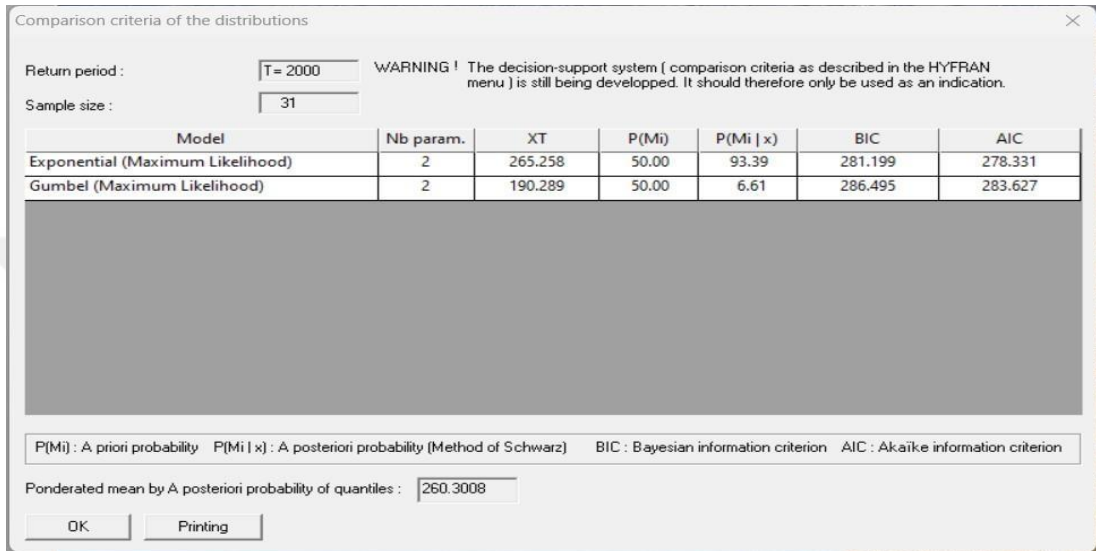 Comparison criteria of the distributions
Return period :
T= 2000
WARNING ! The decision-support system ( comparison criteria as described in the HYFRAN
menu ) is still being developped. It should therefore only be used as an indication.
Sample size :
31
Model Nb param. XT P(Mi) P(Mi | x) BIC AIC
Exponential (Maximum Likelihood) 2 265.258 50.00 93.39 281.199 278.331
Gumbel (Maximum Likelihood) 2 190.289 50.00 6.61 286.495 283.627
P(Mi) : A priori probability P(Mi | x) : A posteriori probability (Method of Schwarz) BIC : Bayesian information criterion AIC : Akaïke information criterion
Ponderated mean by A posteriori probability of quantiles : 260.3008
OK Printing